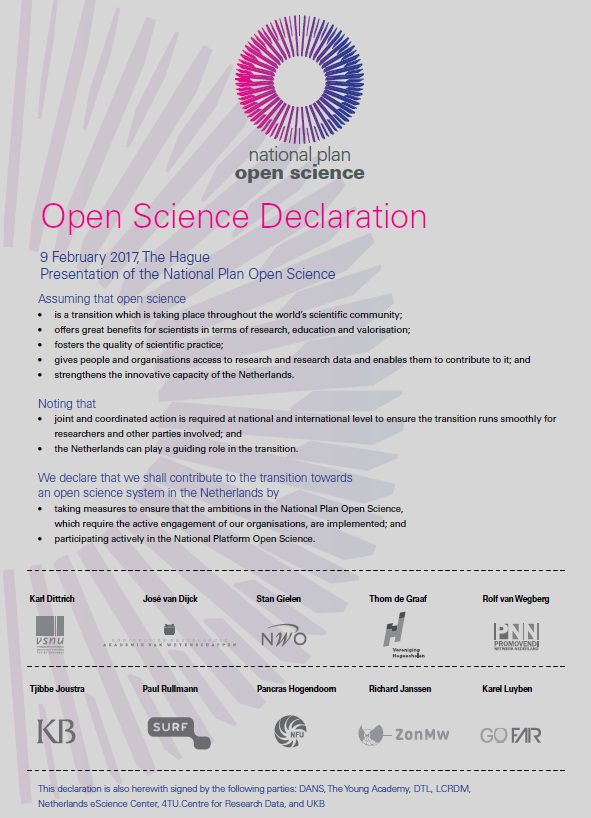 national plan
open science
Open Science Declaration
9 February 2017, The Hague
Presentation of the National Plan Open Science
Assuming that open science
• is a transition which is taking place throughout the world's scientific community;
• offers great benefits for scientists in terms of research, education and valorisation;
• fosters the quality of scientific practice;
• gives people and organisations access to research and research data and enables them to contribute to it; and
• strengthens the innovative capacity of the Netherlands.
Noting that
• joint and coordinated action is required at national and international level to ensure the transition runs smoothly for
researchers and other parties involved; and
• the Netherlands can play a guiding role in the transition.
We declare that we shall contribute to the transition towards
an open science system in the Netherlands by
• taking measures to ensure that the ambitions in the National Plan Open Science,
which require the active engagement of our organisations, are implemented; and
• participating actively in the National Platform Open Science.
Karl Dittrich José van Dijck Stan Gielen Thom de Graaf Rolf van Wegberg
vsnu
AKADEMIE VAN WETENSCHAPPEN
NWO
Vereniging
Hogescholen
PNN
PROMOVENDI
NETWERK NEDERLAND
Tjibbe Joustra Paul Rullmann Pancras Hogendoorn Richard Janssen Karel Luyben
KB SURF NFU ZonMw GO FAIR
This declaration is also herewith signed by the following parties: DANS, The Young Academy, DTL, LCRDM,
Netherlands eScience Center, 4TU.Centre for Research Data, and UKB